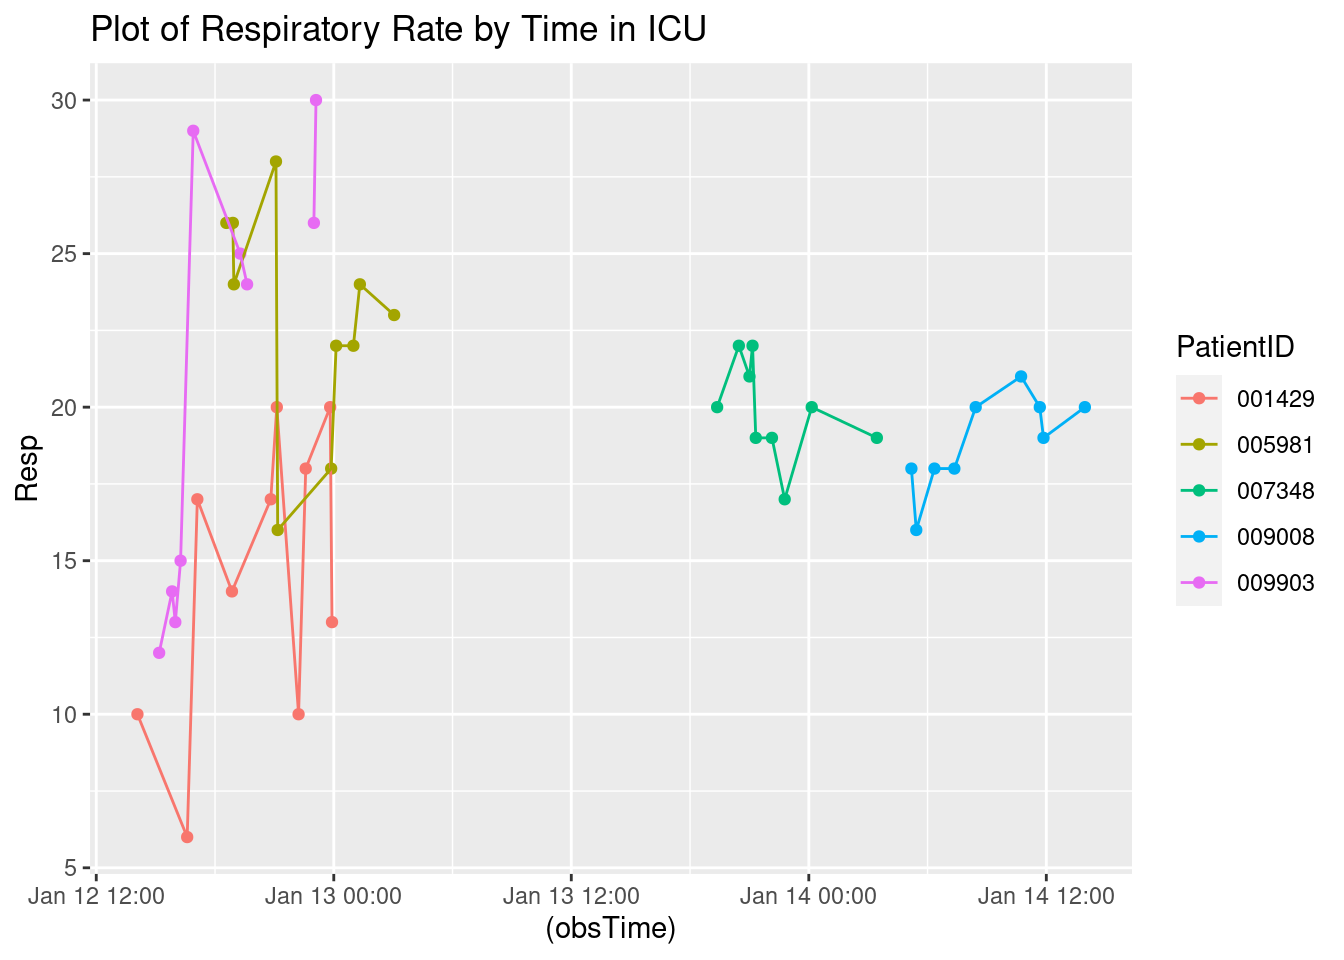 Plot of Respiratory Rate by Time in ICU
30
25
20
15
10
5
Resp
Jan 12 12:00 Jan 13 00:00 Jan 13 12:00 Jan 14 00:00 Jan 14 12:00
(obsTime)
PatientID
001429
005981
007348
009008
009903